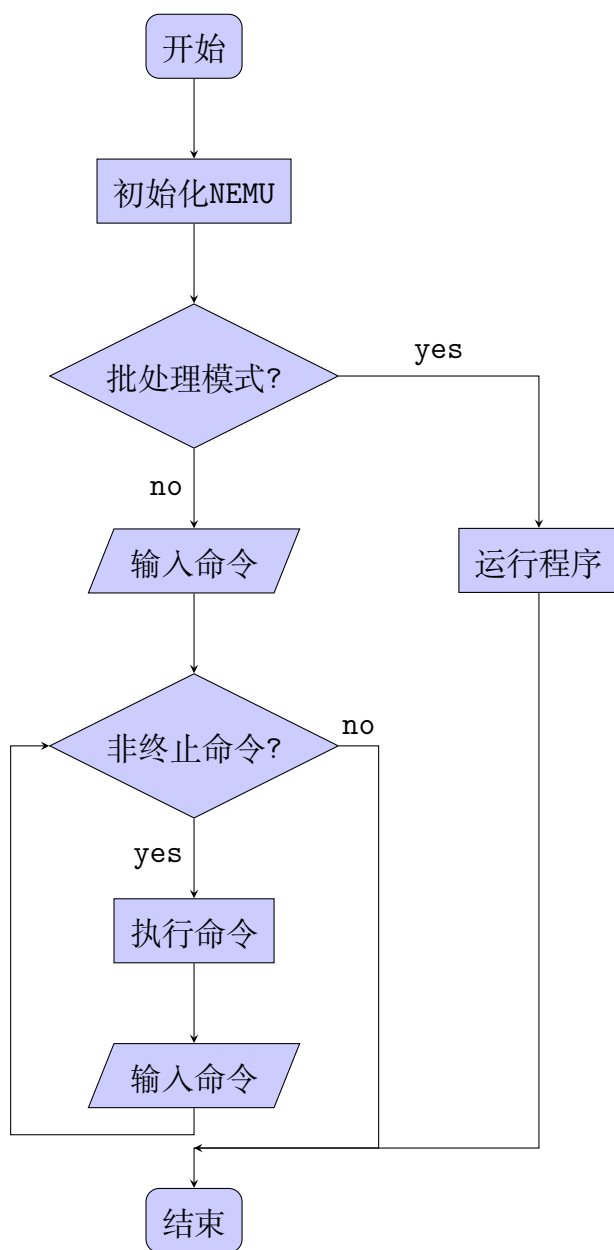 开始
初始化NEMU
批处理模式?
yes
no
输入命令
运行程序
非终止命令?
no
yes
执行命令
输入命令
结束